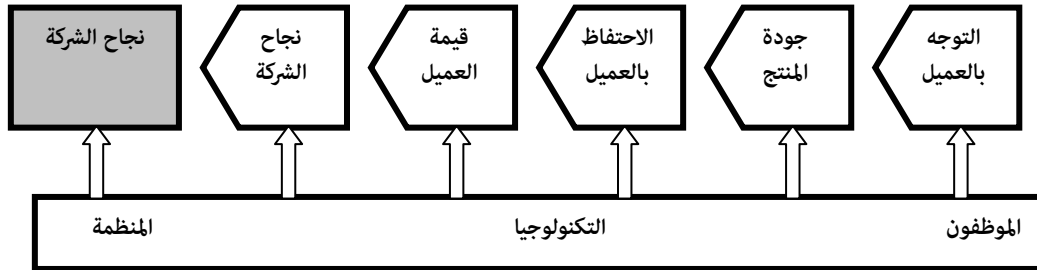 التوجه
بالعميل
جودة
المنتج
الاحتفاظ
بالعميل
قيمة
العميل
نجاح
الشركة
نجاح الشركة
الموظفون
التكنولوجيا
المنظمة